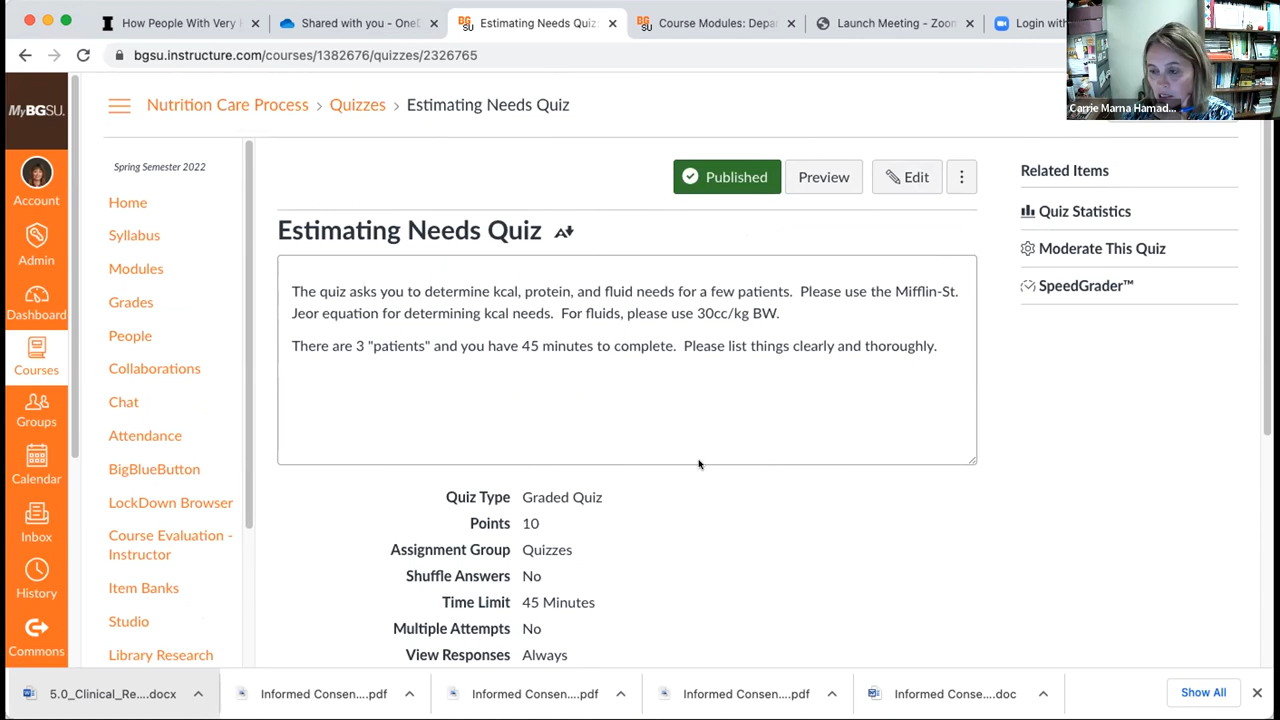 How People With Very
Shared with you - OneD
Estimating Needs Quiz
Course Modules: Depar
Launch Meeting - Zoom
Login with
bgsu.instructure.com/courses/1382676/quizzes/2326765
Carrie Marna Hamad...
MyBGSU.
Nutrition Care Process > Quizzes > Estimating Needs Quiz
Account
Admin
Dashboard
Courses
Groups
Calendar
Inbox
History
Commons
Spring Semester 2022
Home
Syllabus
Modules
Grades
People
Collaborations
Chat
Attendance
BigBlueButton
LockDown Browser
Course Evaluation -
Instructor
Item Banks
Studio
Library Research
Published
Preview
Edit
Estimating Needs Quiz
The quiz asks you to determine kcal, protein, and fluid needs for a few patients. Please use the Mifflin-St.
Jeor equation for determining kcal needs. For fluids, please use 30cc/kg BW.
There are 3 "patients" and you have 45 minutes to complete. Please list things clearly and thoroughly.
Quiz Type Graded Quiz
Points 10
Assignment Group Quizzes
Shuffle Answers No
Time Limit 45 Minutes
Multiple Attempts No
View Responses Always
Related Items
Quiz Statistics
Moderate This Quiz
SpeedGrader™
5.0_Clinical_Re....docx
Informed Consen....pdf
Informed Consen....pdf
Informed Consen....pdf
Informed Conse....doc
Show All